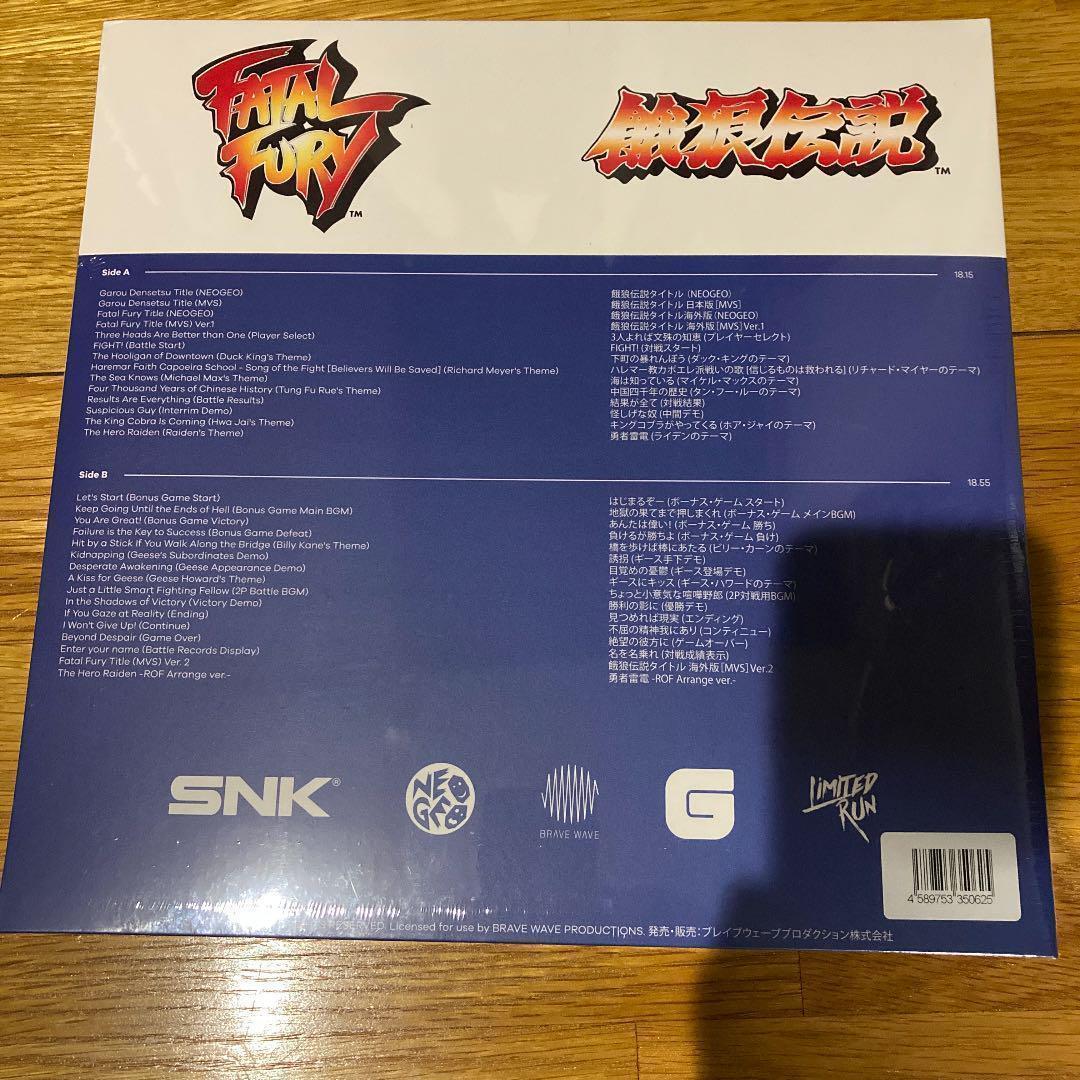 FATAL
FURY
TM
餓狼伝説
TM
Side A
18.15
Garou Densetsu Title (NEOGEO)
Garou Densetsu Title (MVS)
Fatal Fury Title (NEOGEO)
Fatal Fury Title (MVS) Ver.1
Three Heads Are Better than One (Player Select)
FIGHT! (Battle Start)
The Hooligan of Downtown (Duck King's Theme)
Haremar Faith Capoeira School - Song of the Fight [Believers Will Be Saved] (Richard Meyer's Theme)
The Sea Knows (Michael Max's Theme)
Four Thousand Years of Chinese History (Tung Fu Rue's Theme)
Results Are Everything (Battle Results)
Suspicious Guy (Interrim Demo)
The King Cobra Is Coming (Hwa Jai's Theme)
The Hero Raiden (Raiden's Theme)
餓狼伝説タイトル (NEOGEO)
餓狼伝説タイトル 日本版 [MVS]
餓狼伝説タイトル海外版 (NEOGEO)
餓狼伝説タイトル 海外版 [MVS] Ver.1
3人よれば文殊の知恵 (プレイヤーセレクト)
FIGHT! (対戦スタート)
下町の暴れんぼう (ダック・キングのテーマ)
ハレマー教カポエレ派戦いの歌 [信じるものは救われる] (リチャード・マイヤーのテーマ)
海は知っている (マイケル・マックスのテーマ)
中国四千年の歴史 (タン・フー・ルーのテーマ)
結果が全て (対戦結果)
怪しげな奴 (中間デモ)
キングコブラがやってくる (ホア・ジャイのテーマ)
勇者雷電 (ライデンのテーマ)
Side B
18.55
Let's Start (Bonus Game Start)
Keep Going Until the Ends of Hell (Bonus Game Main BGM)
You Are Great! (Bonus Game Victory)
Failure is the Key to Success (Bonus Game Defeat)
Hit by a Stick If You Walk Along the Bridge (Billy Kane's Theme)
Kidnapping (Geese's Subordinates Demo)
Desperate Awakening (Geese Appearance Demo)
A Kiss for Geese (Geese Howard's Theme)
Just a Little Smart Fighting Fellow (2P Battle BGM)
In the Shadows of Victory (Victory Demo)
If You Gaze at Reality (Ending)
I Won't Give Up! (Continue)
Beyond Despair (Game Over)
Enter your name (Battle Records Display)
Fatal Fury Title (MVS) Ver. 2
The Hero Raiden -ROF Arrange ver.-
はじまるぞー (ボーナス・ゲーム スタート)
地獄の果てまで押しまくれ (ボーナス・ゲーム メインBGM)
あんたは偉い! (ボーナス・ゲーム 勝ち)
負けるが勝ちよ (ボーナス・ゲーム 負け)
橋を歩けば棒にあたる (ビリー・カーンのテーマ)
誘拐 (ギース手下デモ)
目覚めの憂鬱 (ギース登場デモ)
ギースにキッス (ギース・ハワードのテーマ)
ちょっと小意気な喧嘩野郎 (2P対戦用BGM)
勝利の影に (優勝デモ)
見つめれば現実 (エンディング)
不屈の精神我にあり (コンティニュー)
絶望の彼方に (ゲームオーバー)
名を名乗れ (対戦成績表示)
餓狼伝説タイトル 海外版 [MVS] Ver.2
勇者雷電 -ROF Arrange ver.-
SNK®
NEO
GEO
BRAVE WAVE
G
LIMITED
RUN
4 589753 350625
Licensed for use by BRAVE WAVE PRODUCTIONS. 発売・販売：ブレイブウェーブプロダクション株式会社